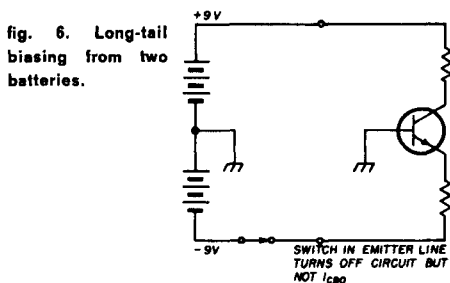 fig. 6. Long-tail
biasing from two
batteries.
+9V
-9V
SWITCH IN EMITTER LINE
TURNS OFF CIRCUIT BUT
NOT ICBO